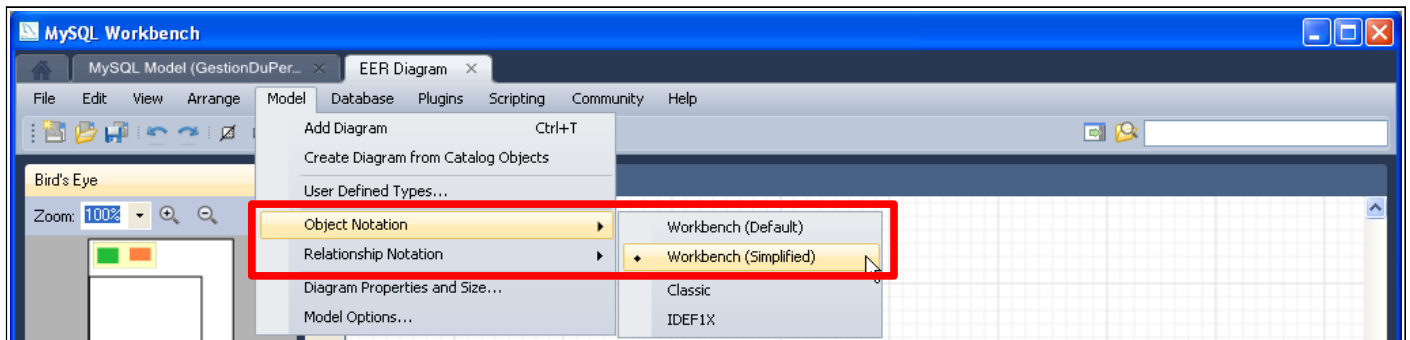 MySQL Workbench
MySQL Model (GestionDuPer... × EER Diagram ×
File Edit View Arrange Model Database Plugins Scripting Community Help
Add Diagram Ctrl+T
Create Diagram from Catalog Objects
Bird's Eye
User Defined Types...
Zoom: 100%
Object Notation
Workbench (Default)
Relationship Notation
Workbench (Simplified)
Diagram Properties and Size...
Classic
Model Options...
IDEF1X